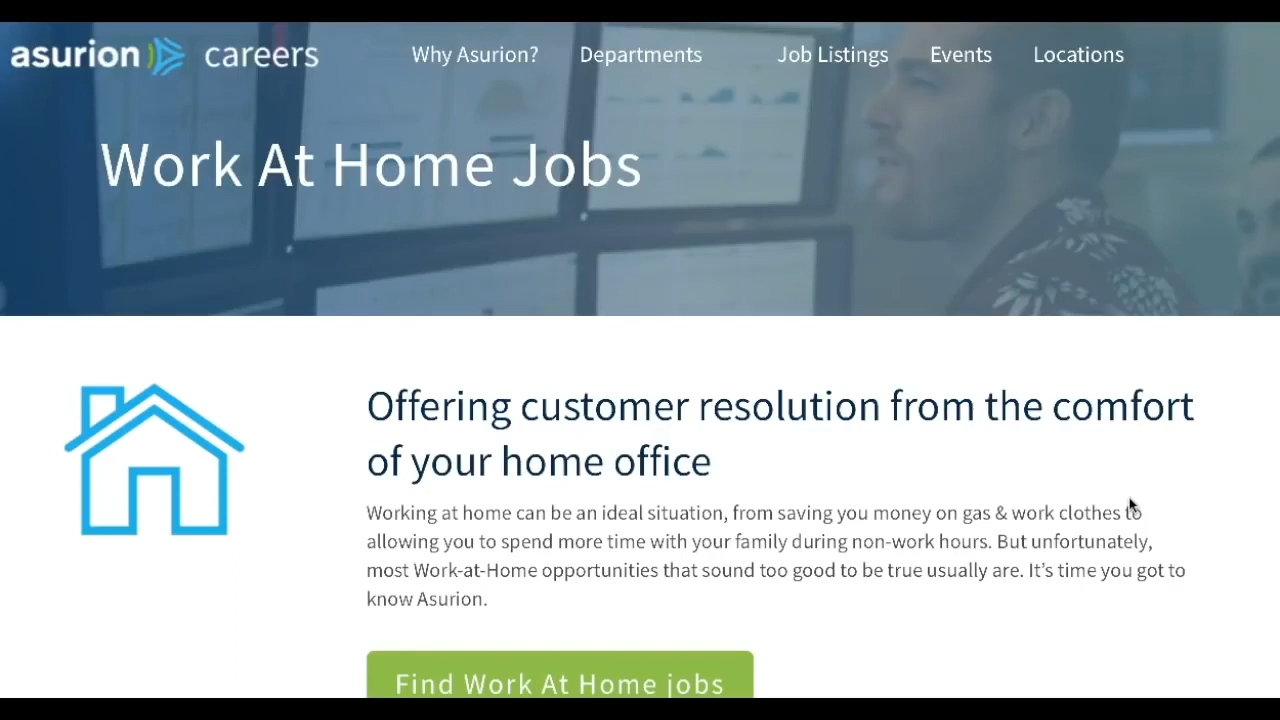 asurion careers Why Asurion? Departments Job Listings Events Locations
Work At Home Jobs
Offering customer resolution from the comfort
of your home office
Working at home can be an ideal situation, from saving you money on gas & work clothes to
allowing you to spend more time with your family during non-work hours. But unfortunately,
most Work-at-Home opportunities that sound too good to be true usually are. It’s time you got to
know Asurion.
Find Work At Home jobs